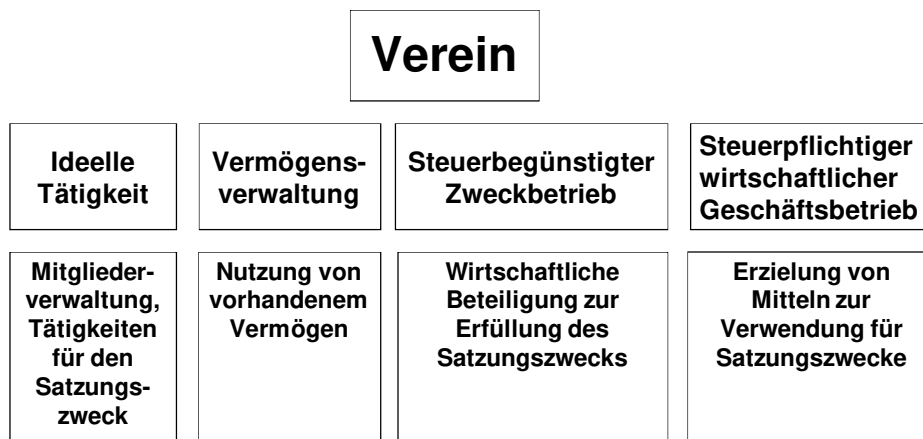 Verein
Ideelle
Tätigkeit
Vermögens-
verwaltung
Steuerbegünstigter
Zweckbetrieb
Steuerpflichtiger
wirtschaftlicher
Geschäftsbetrieb
Mitglieder-
verwaltung,
Tätigkeiten
für den
Satzungs-
zweck
Nutzung von
vorhandenem
Vermögen
Wirtschaftliche
Beteiligung zur
Erfüllung des
Satzungszwecks
Erzielung von
Mitteln zur
Verwendung für
Satzungszwecke